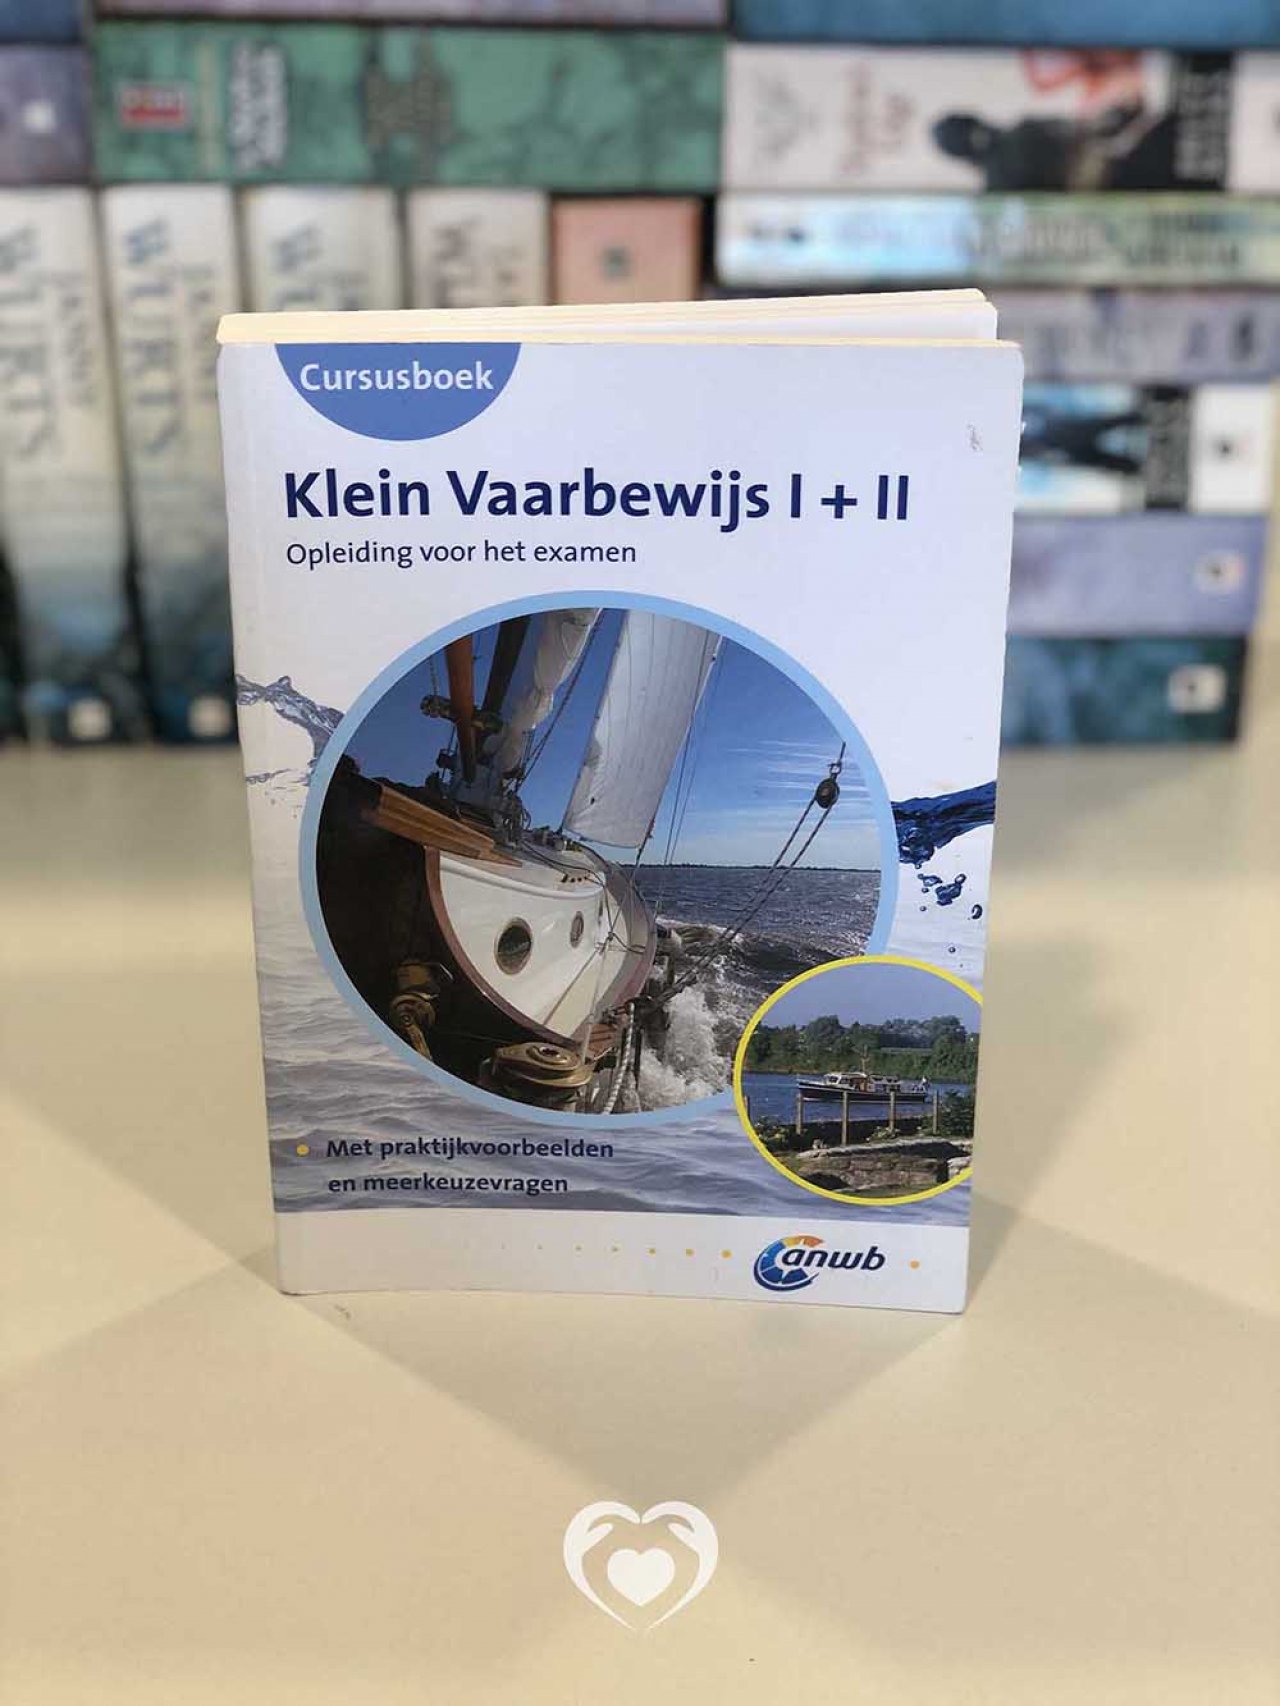 Cursusboek
Klein Vaarbewijs I + II
Opleiding voor het examen
Met praktijkvoorbeelden
en meerkeuzevragen
anwb